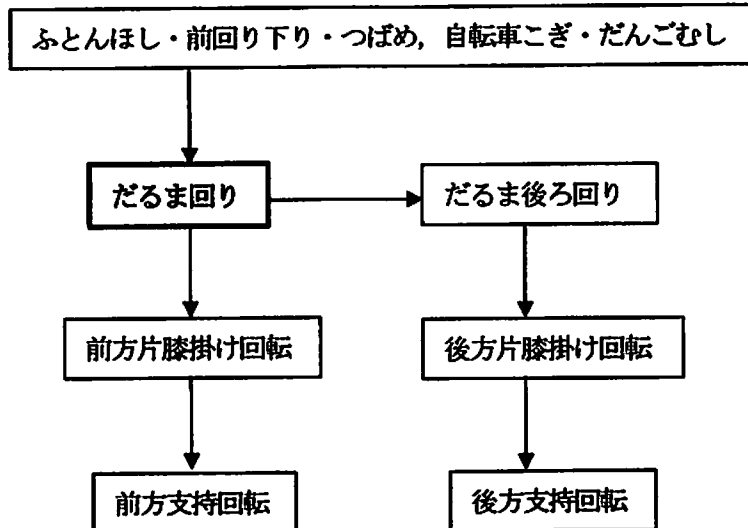 ふとんほし・前回り下り・つばめ，自転車こぎ・だんごむし
だるま回り
だるま後ろ回り
前方片膝掛け回転
後方片膝掛け回転
前方支持回転
後方支持回転